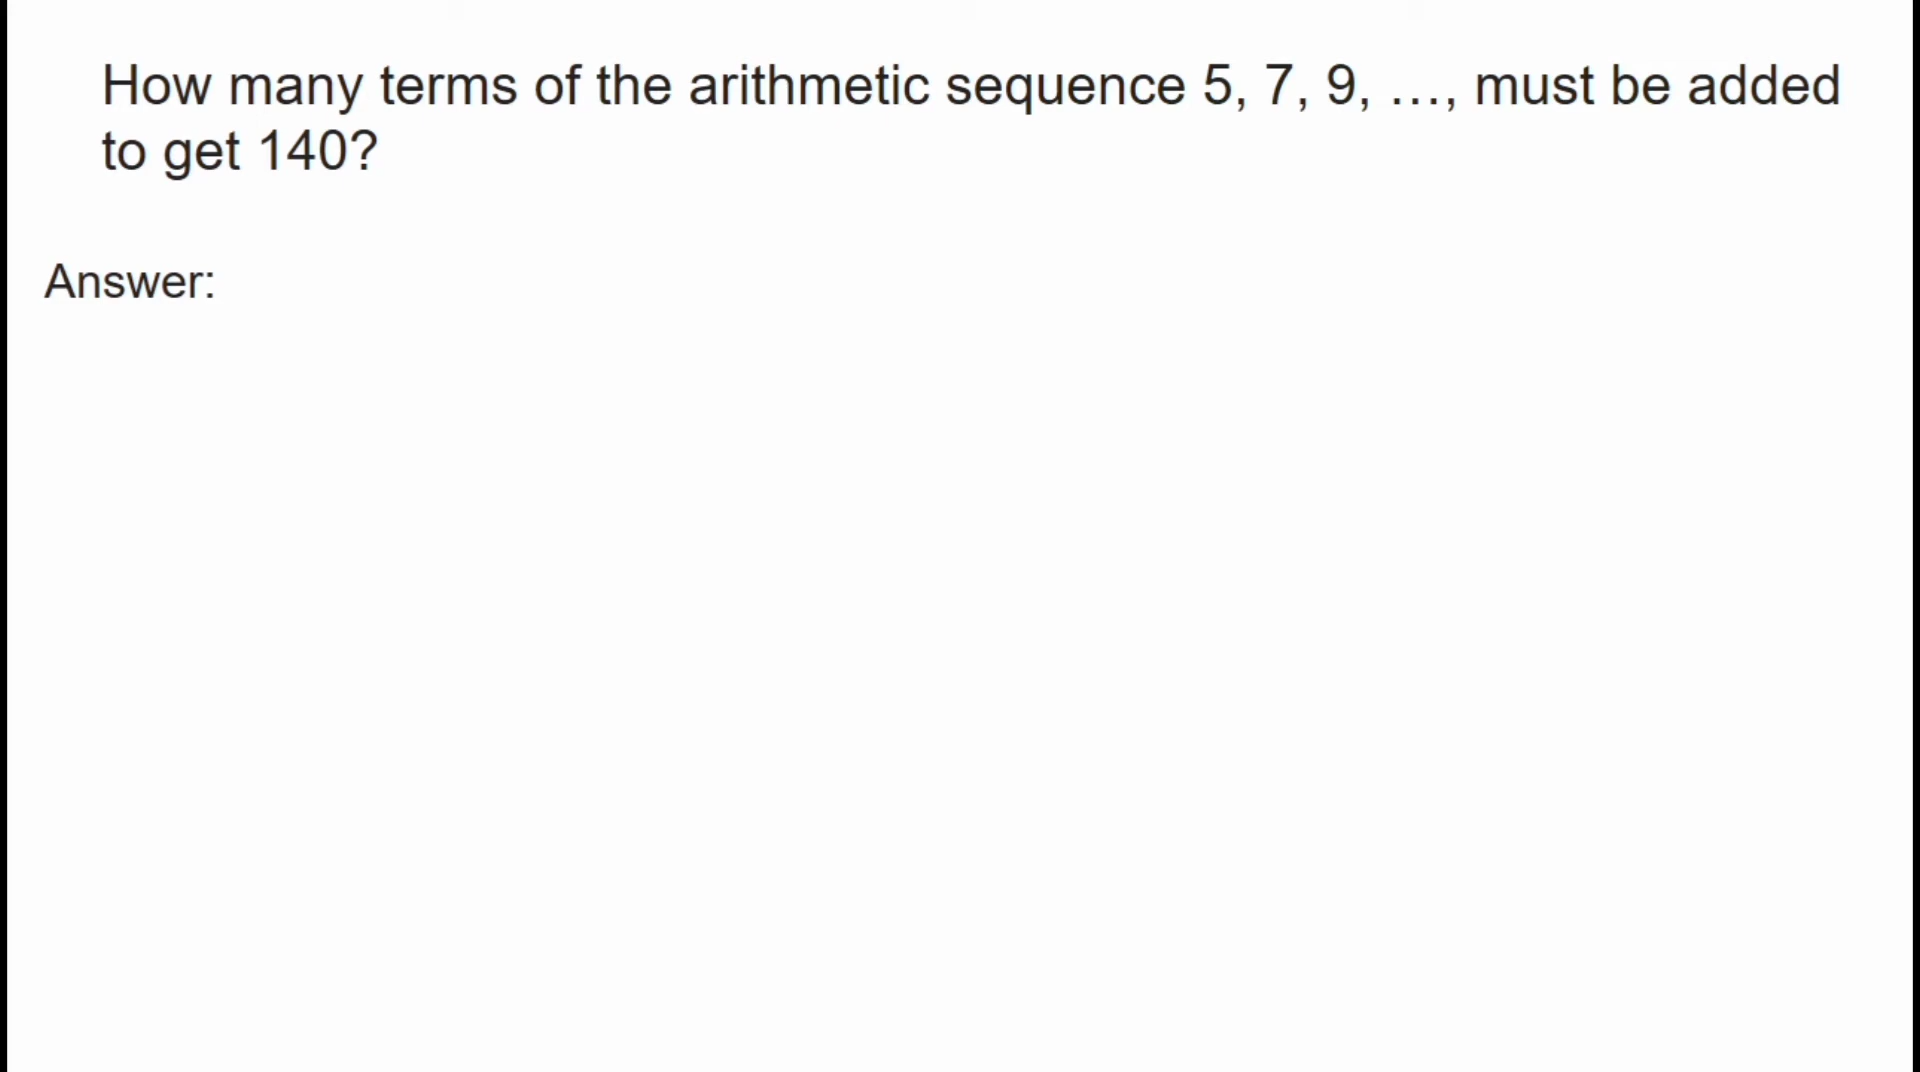 How many terms of the arithmetic sequence 5, 7, 9, …, must be added
to get 140?
Answer: